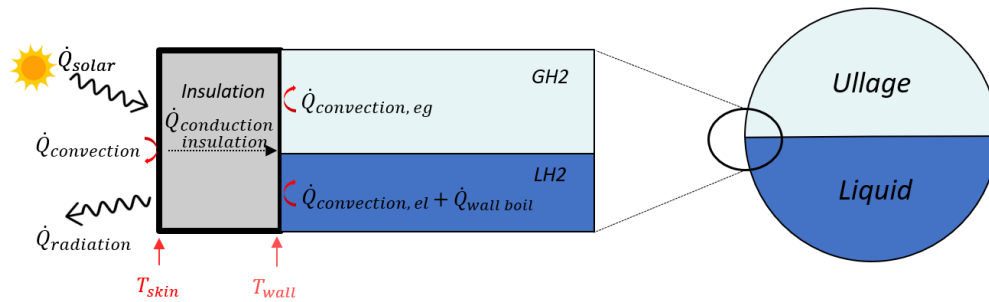 Q̇solar
Insulation
GH2
Q̇convection, eg
Q̇conduction
insulation
Q̇convection
LH2
Q̇convection, el + Q̇wall boil
Q̇radiation
Tskin
Twall
Ullage
Liquid